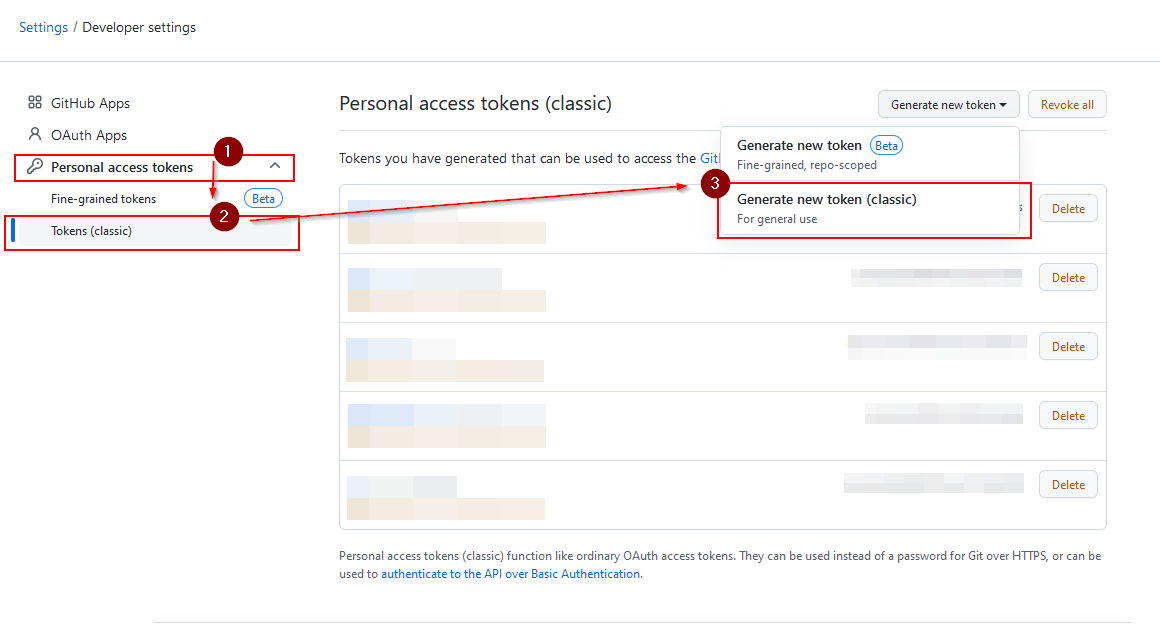 Settings / Developer settings
GitHub Apps
OAuth Apps
Personal access tokens
1
Fine-grained tokens
Beta
2
Tokens (classic)
Personal access tokens (classic)
Generate new token
Revoke all
Tokens you have generated that can be used to access the
Generate new token Beta
Fine-grained, repo-scoped
3
Generate new token (classic)
For general use
Delete
Delete
Delete
Delete
Delete
Personal access tokens (classic) function like ordinary OAuth access tokens. They can be used instead of a password for Git over HTTPS, or can be
used to authenticate to the API over Basic Authentication.